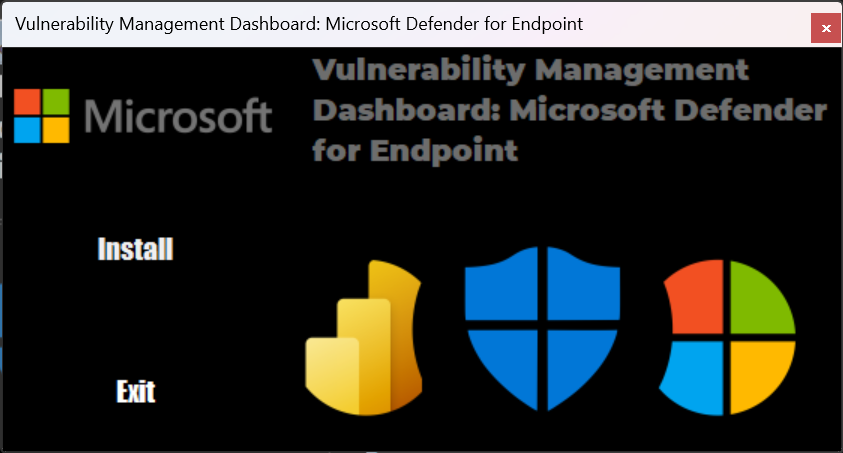 Vulnerability Management Dashboard: Microsoft Defender for Endpoint
x
Microsoft
Vulnerability Management
Dashboard: Microsoft Defender
for Endpoint
Install
Exit